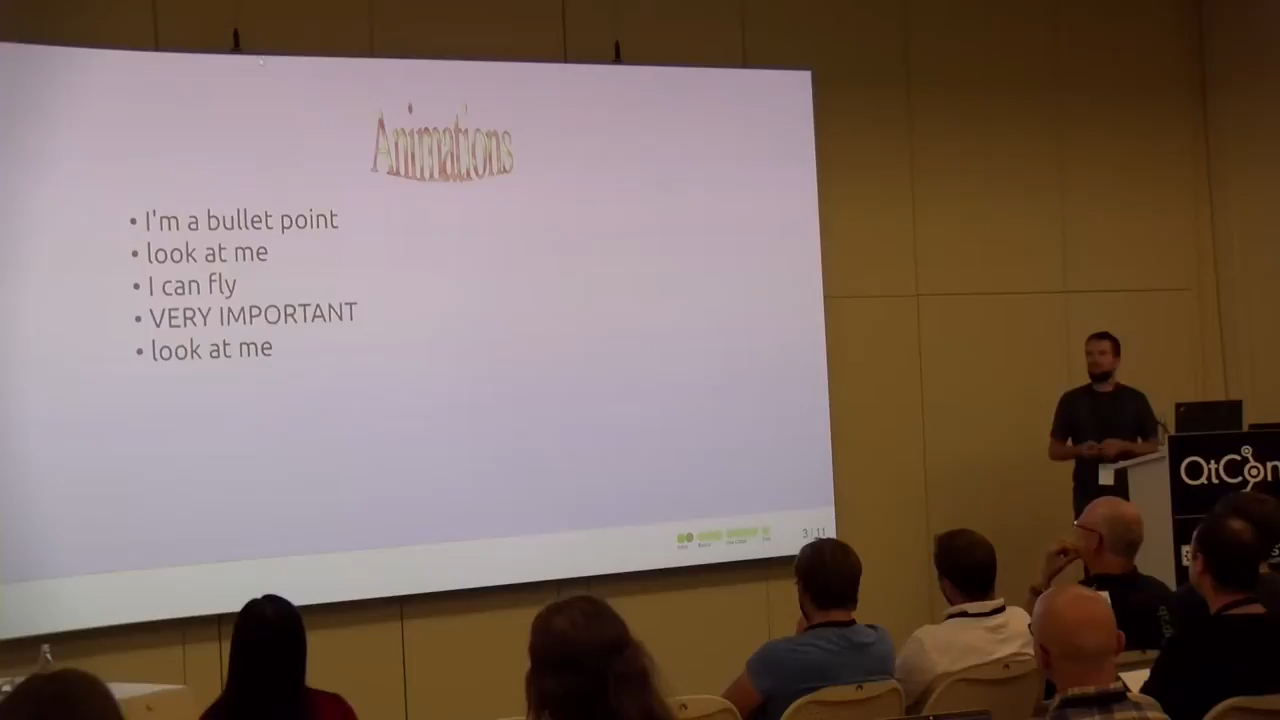 Animations
• I'm a bullet point
• look at me
• I can fly
• VERY IMPORTANT
• look at me
3 / 11
QtCon